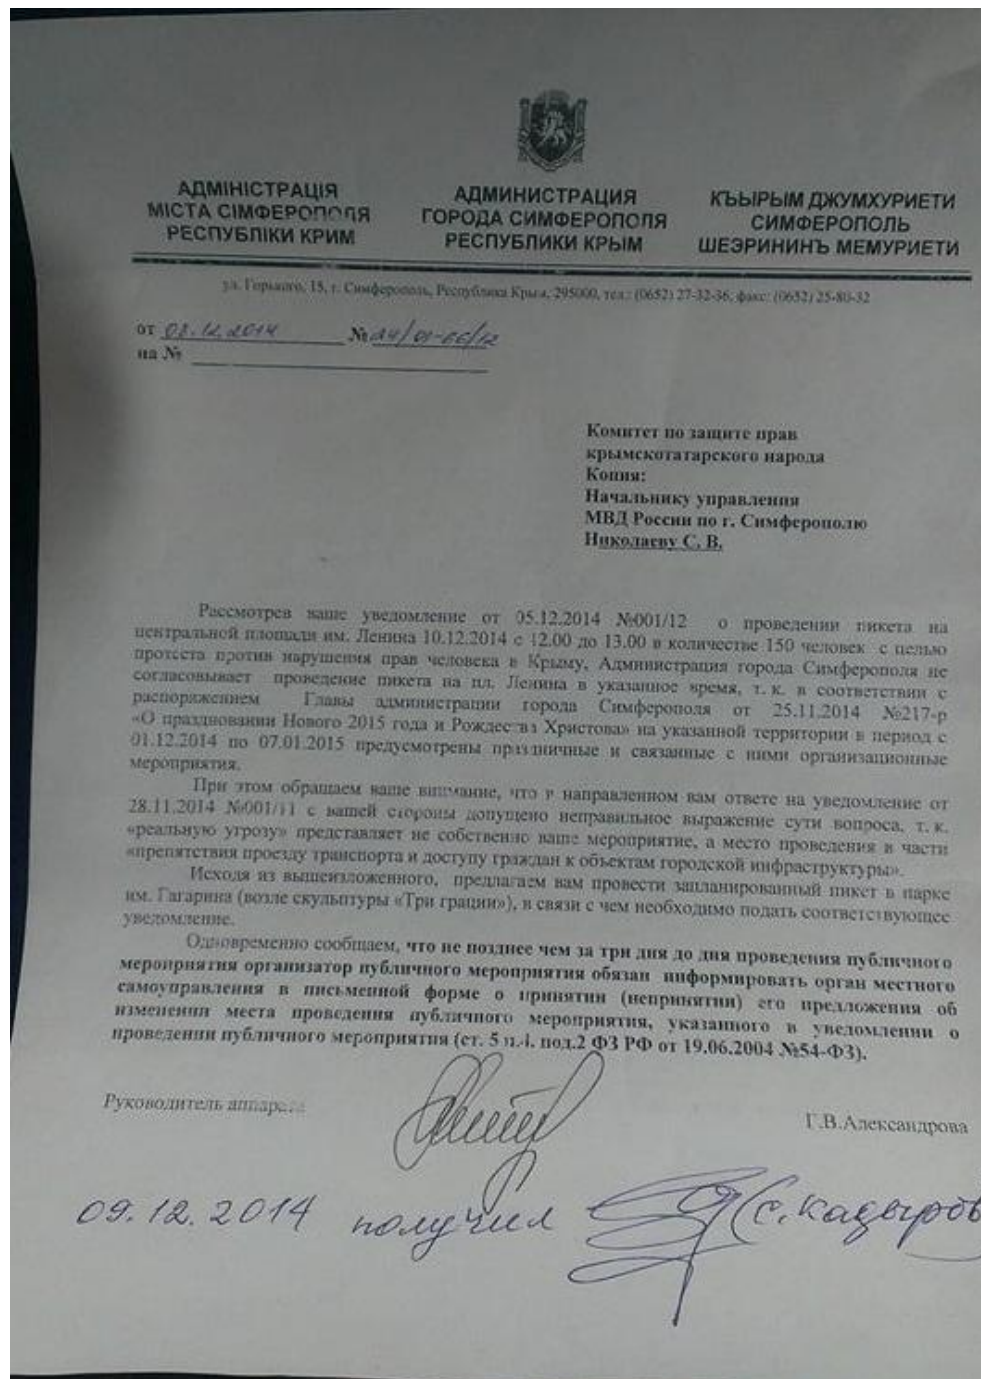 АДМІНІСТРАЦІЯ
МІСТА СІМФЕРОПОЛЯ
РЕСПУБЛІКИ КРИМ
АДМИНИСТРАЦИЯ
ГОРОДА СИМФЕРОПОЛЯ
РЕСПУБЛИКИ КРЫМ
КЪЫРЫМ ДЖУМХУРИЕТИ
СИМФЕРОПОЛЬ
ШЕЭРИНИНЪ МЕМУРИЕТИ
ул. Горького, 15, г. Симферополь, Республика Крым, 295000, тел.: (0652) 27-32-36, факс: (0652) 25-80-32
от 08.12.2014 № 24/01-66/12
на №
Комитет по защите прав
крымскотатарского народа
Копия:
Начальнику управления
МВД России по г. Симферополю
Николаеву С. В.
Рассмотрев ваше уведомление от 05.12.2014 №001/12 о проведении пикета на
центральной площади им. Ленина 10.12.2014 с 12.00 до 13.00 в количестве 150 человек с целью
протеста против нарушения прав человека в Крыму, Администрация города Симферополя не
согласовывает проведение пикета на пл. Ленина в указанное время, т. к. в соответствии с
распоряжением Главы администрации города Симферополя от 25.11.2014 №217-р
«О праздновании Нового 2015 года и Рождества Христова» на указанной территории в период с
01.12.2014 по 07.01.2015 предусмотрены праздничные и связанные с ними организационные
мероприятия.
При этом обращаем ваше внимание, что в направленном вам ответе на уведомление от
28.11.2014 №001/11 с вашей стороны допущено неправильное выражение сути вопроса, т. к.
«реальную угрозу» представляет не собственно ваше мероприятие, а место проведения в части
«препятствия проезду транспорта и доступу граждан к объектам городской инфраструктуры».
Исходя из вышеизложенного, предлагаем вам провести запланированный пикет в парке
им. Гагарина (возле скульптуры «Три грации»), в связи с чем необходимо подать соответствующее
уведомление.
Одновременно сообщаем, что не позднее чем за три дня до дня проведения публичного
мероприятия организатор публичного мероприятия обязан информировать орган местного
самоуправления в письменной форме о принятии (непринятии) его предложения об
изменении места проведения публичного мероприятия, указанного в уведомлении о
проведении публичного мероприятия (ст. 5 п.4. под.2 ФЗ РФ от 19.06.2004 №54-ФЗ).
Руководитель аппарата Г.В.Александрова
09.12.2014 получил (С. Кадыров